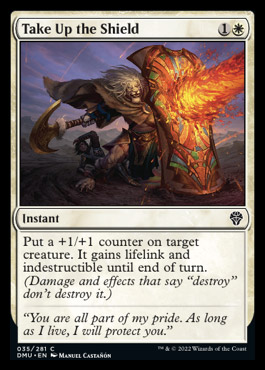 Take Up the Shield 1
Instant
Put a +1/+1 counter on target
creature. It gains lifelink and
indestructible until end of turn.
(Damage and effects that say "destroy"
don't destroy it.)
"You are all part of my pride. As long
as I live, I will protect you."
035/281 C
DMU • EN Manuel Castañón
™ & © 2022 Wizards of the Coast